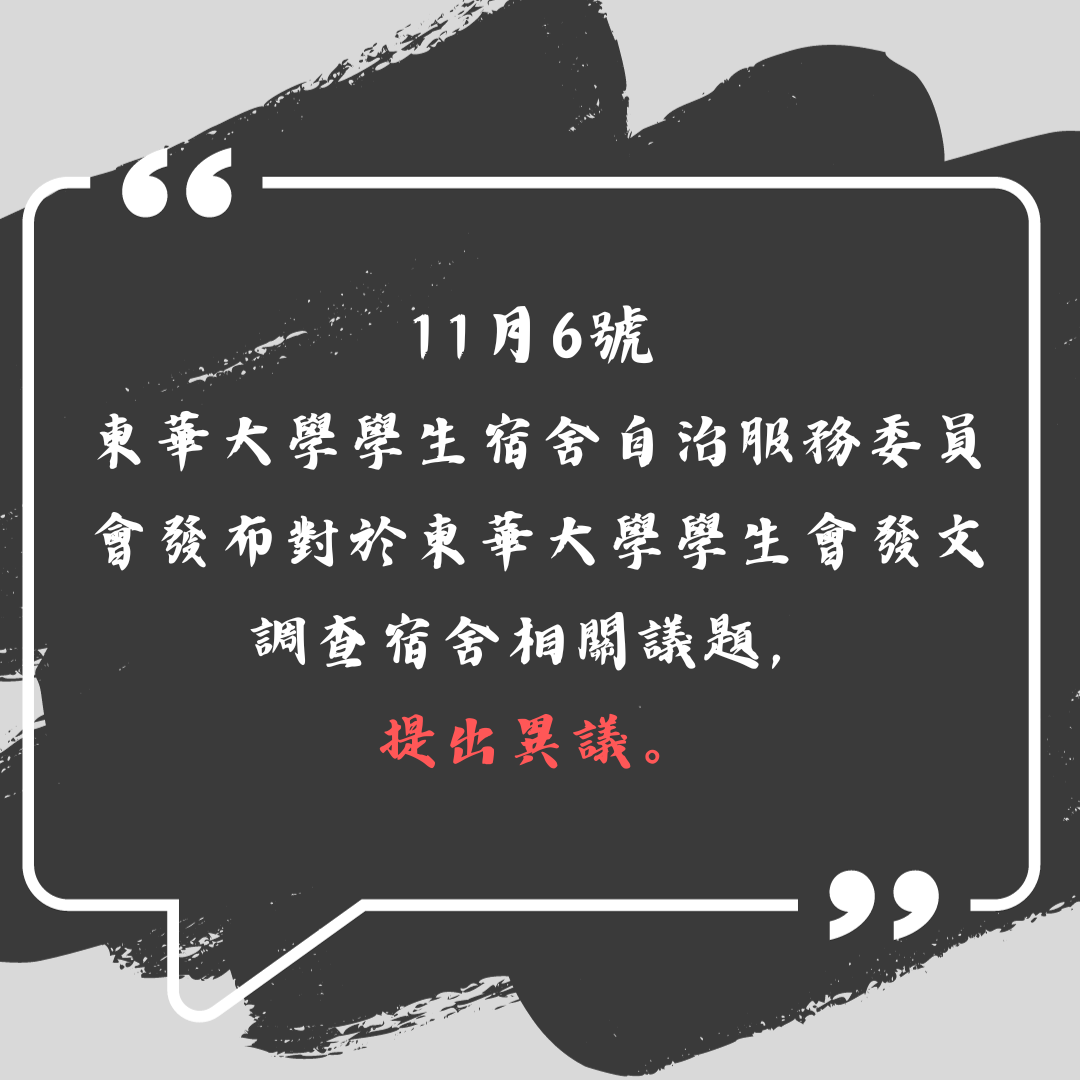 11月6號
東華大學學生宿舍自治服務委員
會發布對於東華大學學生會發文
調查宿舍相關議題,
提出異議。